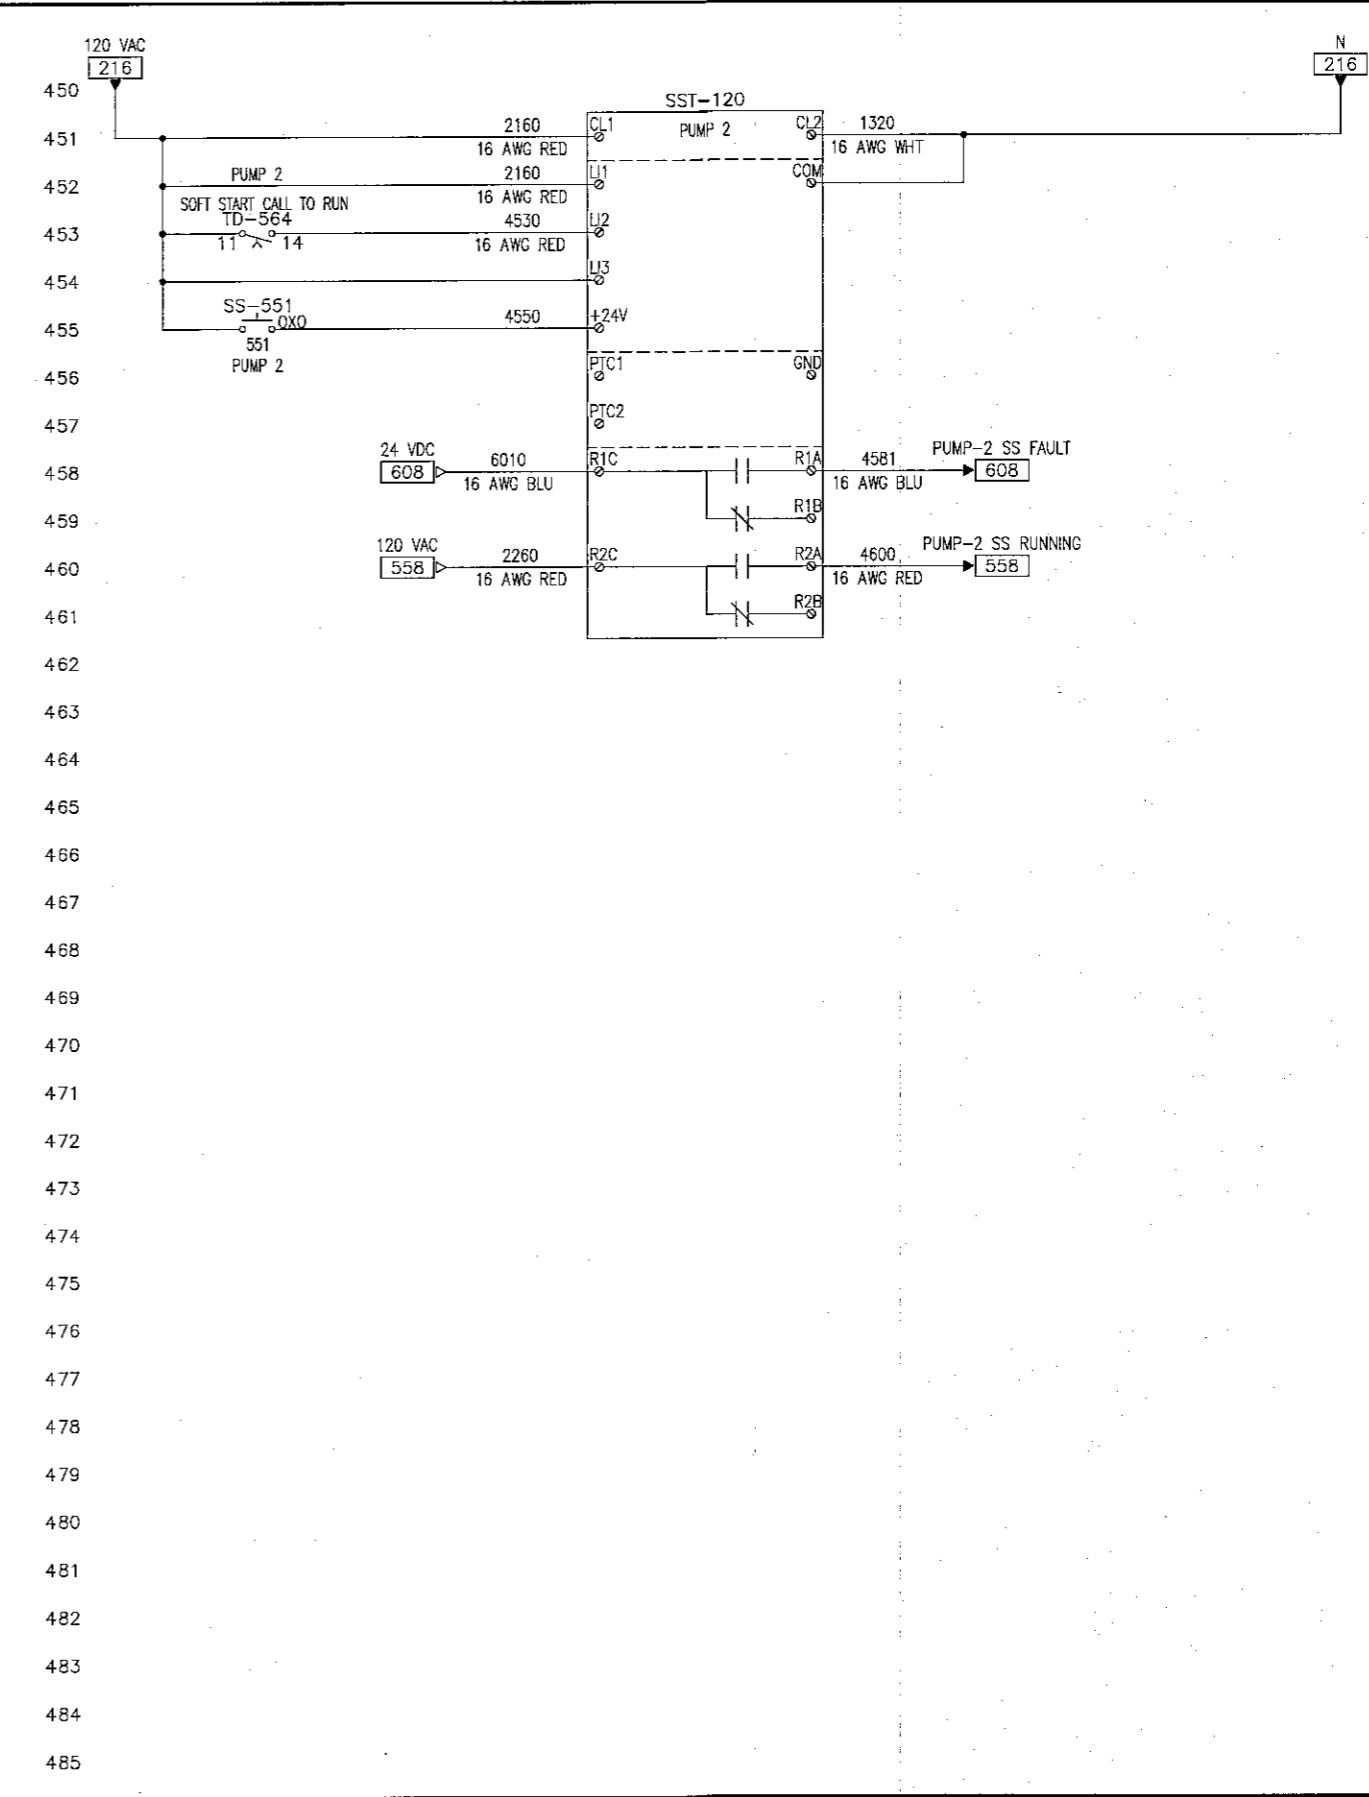 120 VAC
216
N
216
450
SST-120
451
2160
16 AWG RED
CL1
PUMP 2
CL2
1320
16 AWG WHT
452
PUMP 2
2160
16 AWG RED
LI1
COM
SOFT START CALL TO RUN
453
TD-564
11
14
4530
16 AWG RED
LI2
454
LI3
455
SS-551
OXO
551
PUMP 2
4550
+24V
456
PTC1
GND
457
PTC2
458
24 VDC
608
6010
16 AWG BLU
R1C
R1A
4581
16 AWG BLU
PUMP-2 SS FAULT
608
459
R1B
460
120 VAC
558
2260
16 AWG RED
R2C
R2A
4600
16 AWG RED
PUMP-2 SS RUNNING
558
461
R2B
462
463
464
465
466
467
468
469
470
471
472
473
474
475
476
477
478
479
480
481
482
483
484
485